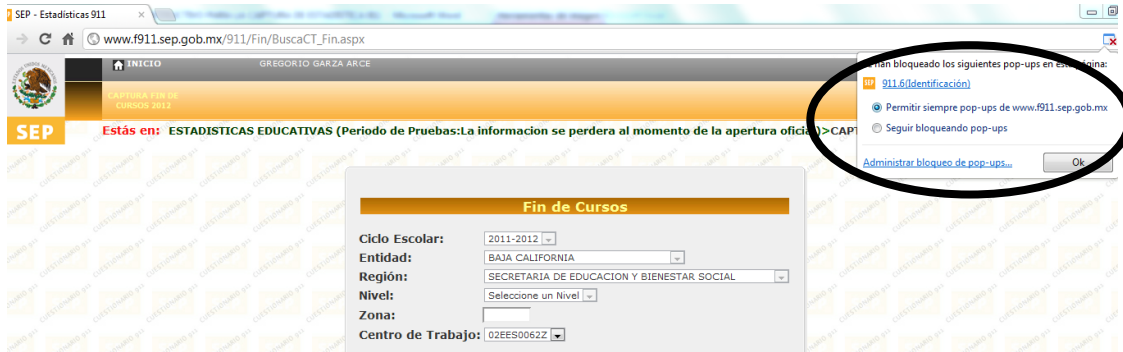 SEP - Estadísticas 911
www.f911.sep.gob.mx/911/Fin/BuscaCT_Fin.aspx
INICIO
GREGORIO GARZA ARCE
han bloqueado los siguientes pop-ups en esta página:
SEP 911.6(Identificación)
Permitir siempre pop-ups de www.f911.sep.gob.mx
Seguir bloqueando pop-ups
Administrar bloqueo de pop-ups...
Ok
CAPTURA FIN DE
CURSOS 2012
SEP
Estás en: ESTADISTICAS EDUCATIVAS (Periodo de Pruebas:La informacion se perdera al momento de la apertura oficial)>CAPT
Fin de Cursos
Ciclo Escolar: 2011-2012
Entidad: BAJA CALIFORNIA
Región: SECRETARIA DE EDUCACION Y BIENESTAR SOCIAL
Nivel: Seleccione un Nivel
Zona:
Centro de Trabajo: 02EES0062Z